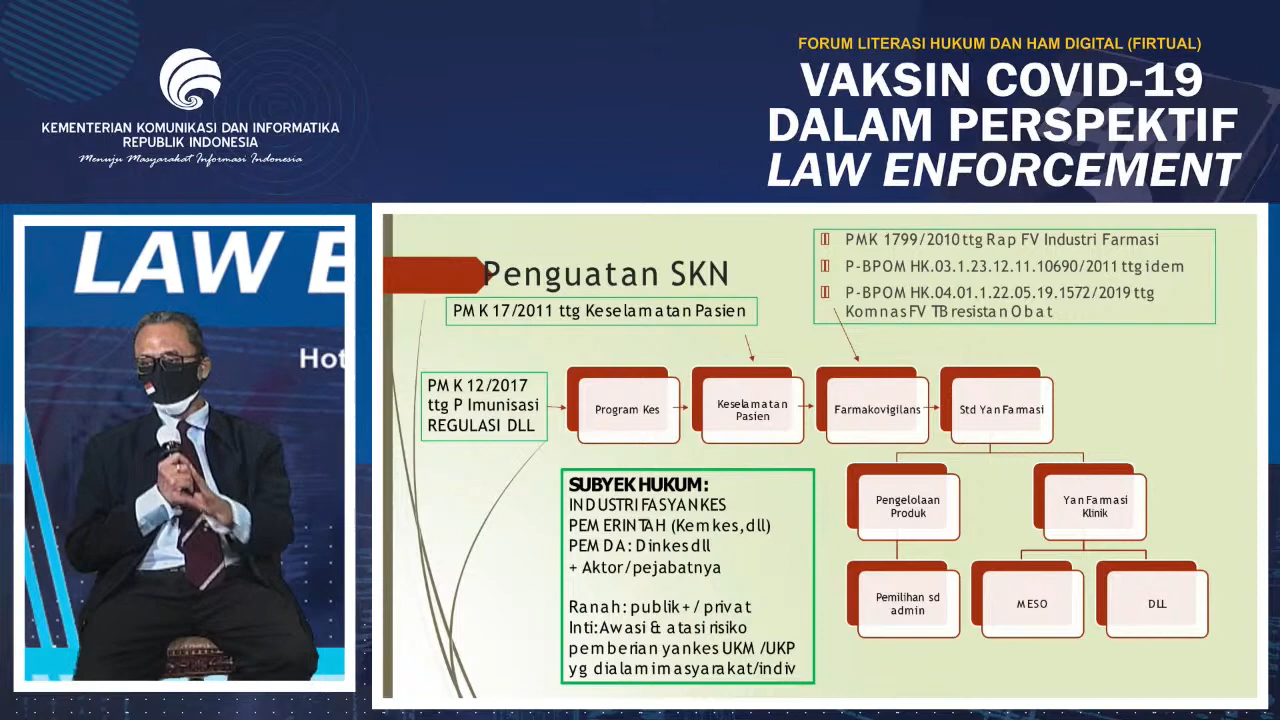 KEMENTERIAN KOMUNIKASI DAN INFORMATIKA
REPUBLIK INDONESIA
Menuju Masyarakat Informasi Indonesia
FORUM LITERASI HUKUM DAN HAM DIGITAL (FIRTUAL)
VAKSIN COVID-19
DALAM PERSPEKTIF
LAW ENFORCEMENT
LAW E
Hot
Penguatan SKN
PMK 1799/2010 ttg Rap FV Industri Farmasi
P-BPOM HK.03.1.23.12.11.10690/2011 ttg idem
P-BPOM HK.04.01.1.22.05.19.1572/2019 ttg
Komnas FV TB resistan Obat
PMK 17/2011 ttg Keselamatan Pasien
PMK 12/2017
ttg P Imunisasi
REGULASI DLL
Program Kes
Keselamatan
Pasien
Farmakovigilans
Std Yan Farmasi
Pengelolaan
Produk
Yan Farmasi
Klinik
Pemilihan sd
admin
MESO
DLL
SUBYEK HUKUM:
INDUSTRI FASYANKES
PEMERINTAH (Kemkes,dll)
PEMDA: Dinkes dll
+ Aktor/pejabatnya
Ranah: publik+/privat
Inti:Awasi & atasi risiko
pemberian yankes UKM/UKP
yg dialami masyarakat/indiv